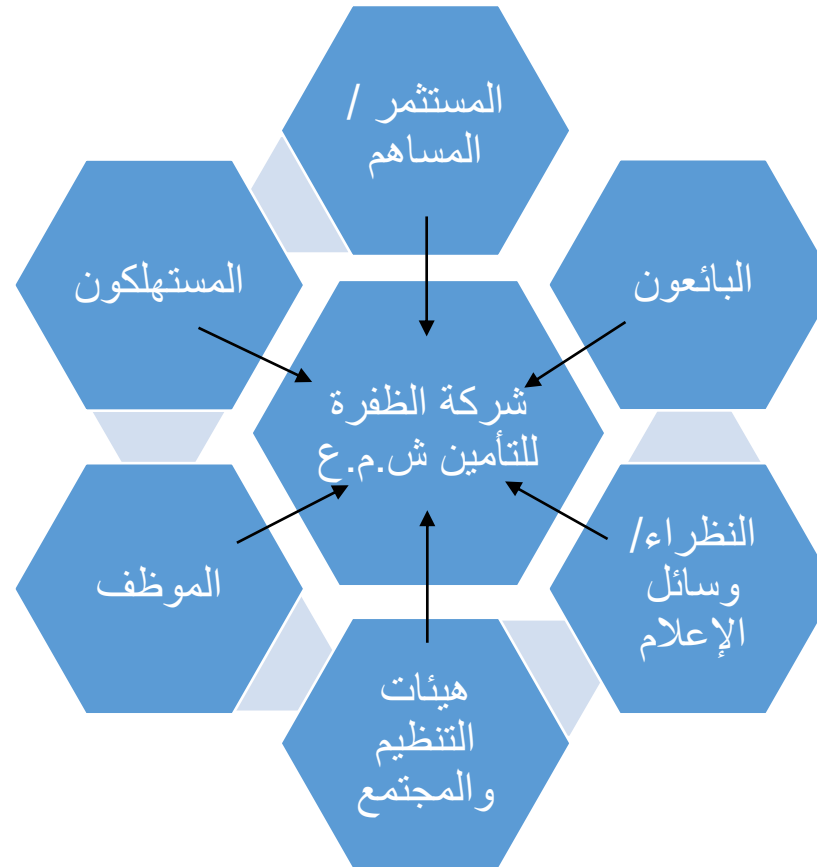 المستثمر /
المساهم
البائعون
المستهلكون
شركة الظفرة
للتأمين ش.م.ع
النظراء/
وسائل
الإعلام
الموظف
هيئات
التنظيم
والمجتمع